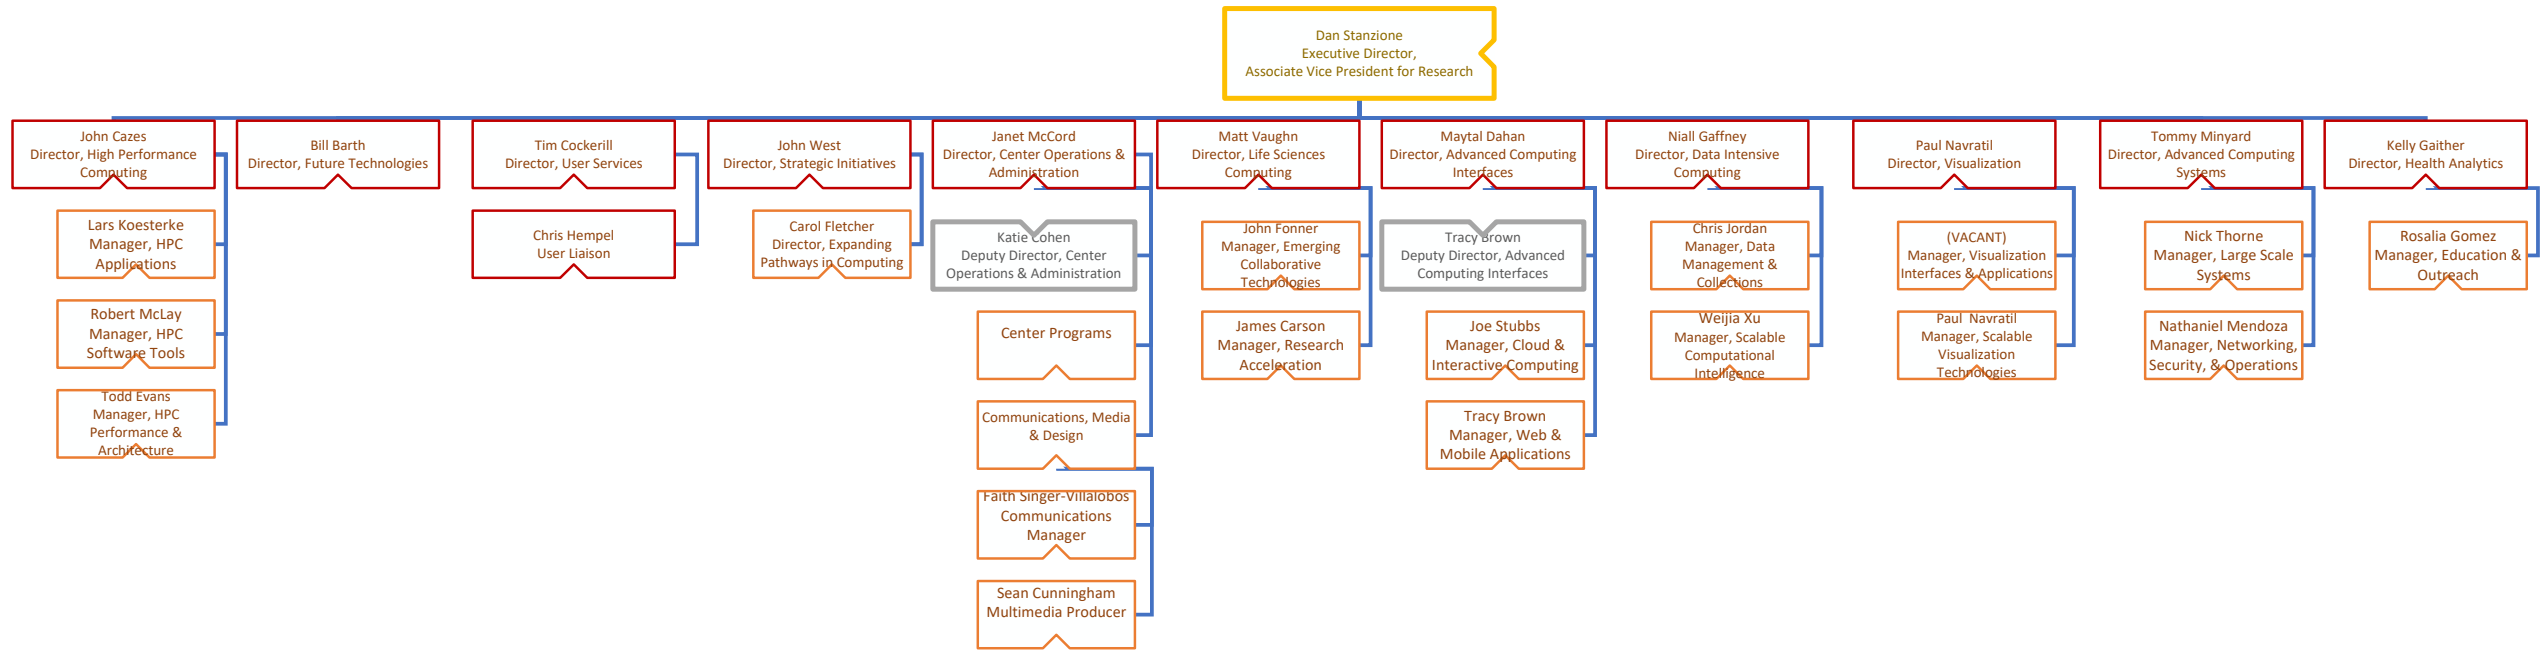 Dan Stanzione
Executive Director,
Associate Vice President for Research
John Cazes
Director, High Performance
Computing
Lars Koesterke
Manager, HPC
Applications
Robert McLay
Manager, HPC
Software Tools
Todd Evans
Manager, HPC
Performance &
Architecture
Bill Barth
Director, Future Technologies
Tim Cockerill
Director, User Services
Chris Hempel
User Liaison
John West
Director, Strategic Initiatives
Carol Fletcher
Director, Expanding
Pathways in Computing
Janet McCord
Director, Center Operations &
Administration
Katie Cohen
Deputy Director, Center
Operations & Administration
Center Programs
Communications, Media
& Design
Faith Singer-Villalobos
Communications
Manager
Sean Cunningham
Multimedia Producer
Matt Vaughn
Director, Life Sciences
Computing
John Fonner
Manager, Emerging
Collaborative
Technologies
James Carson
Manager, Research
Acceleration
Maytal Dahan
Director, Advanced Computing
Interfaces
Tracy Brown
Deputy Director, Advanced
Computing Interfaces
Joe Stubbs
Manager, Cloud &
Interactive Computing
Tracy Brown
Manager, Web &
Mobile Applications
Niall Gaffney
Director, Data Intensive
Computing
Chris Jordan
Manager, Data
Management &
Collections
Weijia Xu
Manager, Scalable
Computational
Intelligence
Paul Navratil
Director, Visualization
(VACANT)
Manager, Visualization
Interfaces & Applications
Paul Navratil
Manager, Scalable
Visualization
Technologies
Tommy Minyard
Director, Advanced Computing
Systems
Nick Thorne
Manager, Large Scale
Systems
Nathaniel Mendoza
Manager, Networking,
Security, & Operations
Kelly Gaither
Director, Health Analytics
Rosalia Gomez
Manager, Education &
Outreach